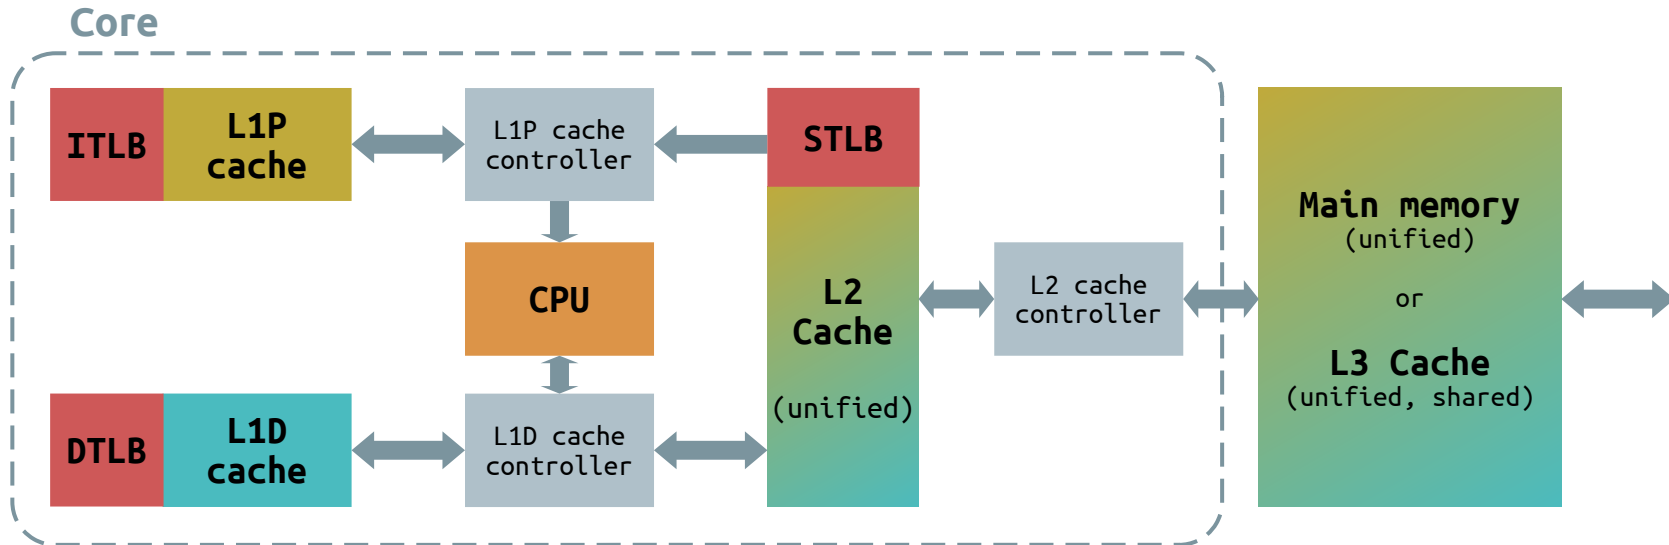 Core
ITLB
L1P
cache
L1P cache
controller
STLB
CPU
L2
Cache
(unified)
L2 cache
controller
Main memory
(unified)
or
L3 Cache
(unified, shared)
DTLB
L1D
cache
L1D cache
controller